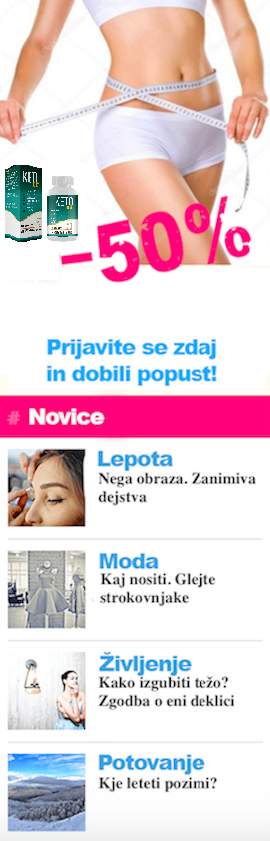 KETO
KETO
-50%
Prijavite se zdaj
in dobili popust!
# Novice
Lepota
Nega obraza. Zanimiva
dejstva
Moda
Kaj nositi. Glejte
strokovnjake
Življenje
Kako izgubiti težo?
Zgodba o eni deklici
Potovanje
Kje leteti pozimi?